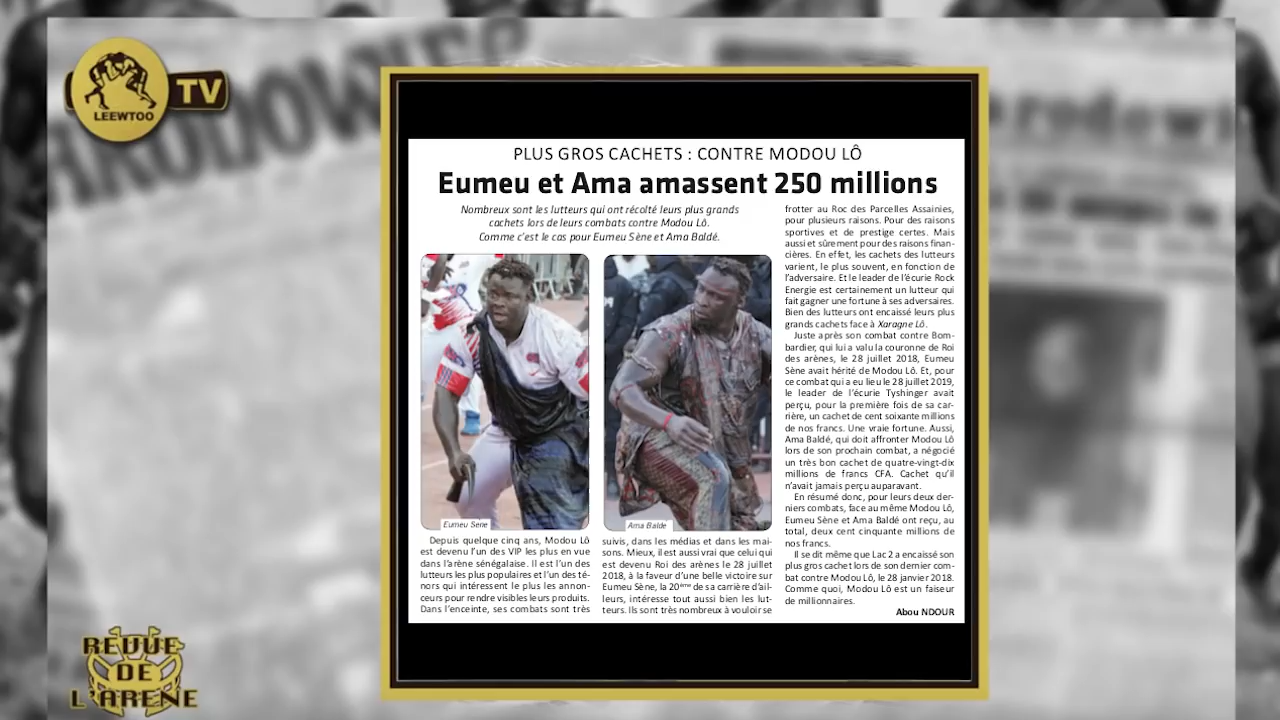 LEEWTOO
TV
PLUS GROS CACHETS : CONTRE MODOU LÔ
Eumeu et Ama amassent 250 millions
Nombreux sont les lutteurs qui ont récolté leurs plus grands
cachets lors de leurs combats contre Modou Lô.
Comme c'est le cas pour Eumeu Sène et Ama Baldé.
Eumeu Sene
Ama Baldé
Depuis quelque cinq ans, Modou Lô
est devenu l'un des VIP les plus en vue
dans l'arène sénégalaise. Il est l'un des
lutteurs les plus populaires et l'un des té-
nors qui intéressent le plus les annon-
ceurs pour rendre visibles leurs produits.
Dans l'enceinte, ses combats sont très
suivis, dans les médias et dans les mai-
sons. Mieux, il est aussi vrai que celui qui
est devenu Roi des arènes le 28 juillet
2018, à la faveur d'une belle victoire sur
Eumeu Sène, la 20ème de sa carrière d'ail-
leurs, intéresse tout aussi bien les lut-
teurs. Ils sont très nombreux à vouloir se
frotter au Roc des Parcelles Assainies,
pour plusieurs raisons. Pour des raisons
sportives et de prestige certes. Mais
aussi et sûrement pour des raisons finan-
cières. En effet, les cachets des lutteurs
varient, le plus souvent, en fonction de
l'adversaire. Et le leader de l'écurie Rock
Energie est certainement un lutteur qui
fait gagner une fortune à ses adversaires.
Bien des lutteurs ont encaissé leurs plus
grands cachets face à Xaragne Lô.
Juste après son combat contre Bom-
bardier, qui lui a valu la couronne de Roi
des arènes, le 28 juillet 2018, Eumeu
Sène avait hérité de Modou Lô. Et, pour
ce combat qui a eu lieu le 28 juillet 2019,
le leader de l'écurie Tyshinger avait
perçu, pour la première fois de sa car-
rière, un cachet de cent soixante millions
de nos francs. Une vraie fortune. Aussi,
Ama Baldé, qui doit affronter Modou Lô
lors de son prochain combat, a négocié
un très bon cachet de quatre-vingt-dix
millions de francs CFA. Cachet qu'il
n'avait jamais perçu auparavant.
En résumé donc, pour leurs deux der-
niers combats, face au même Modou Lô,
Eumeu Sène et Ama Baldé ont reçu, au
total, deux cent cinquante millions de
nos francs.
Il se dit même que Lac 2 a encaissé son
plus gros cachet lors de son dernier com-
bat contre Modou Lô, le 28 janvier 2018.
Comme quoi, Modou Lô est un faiseur
de millionnaires.
Abou NDOUR
REVUE
DE
L'ARENE